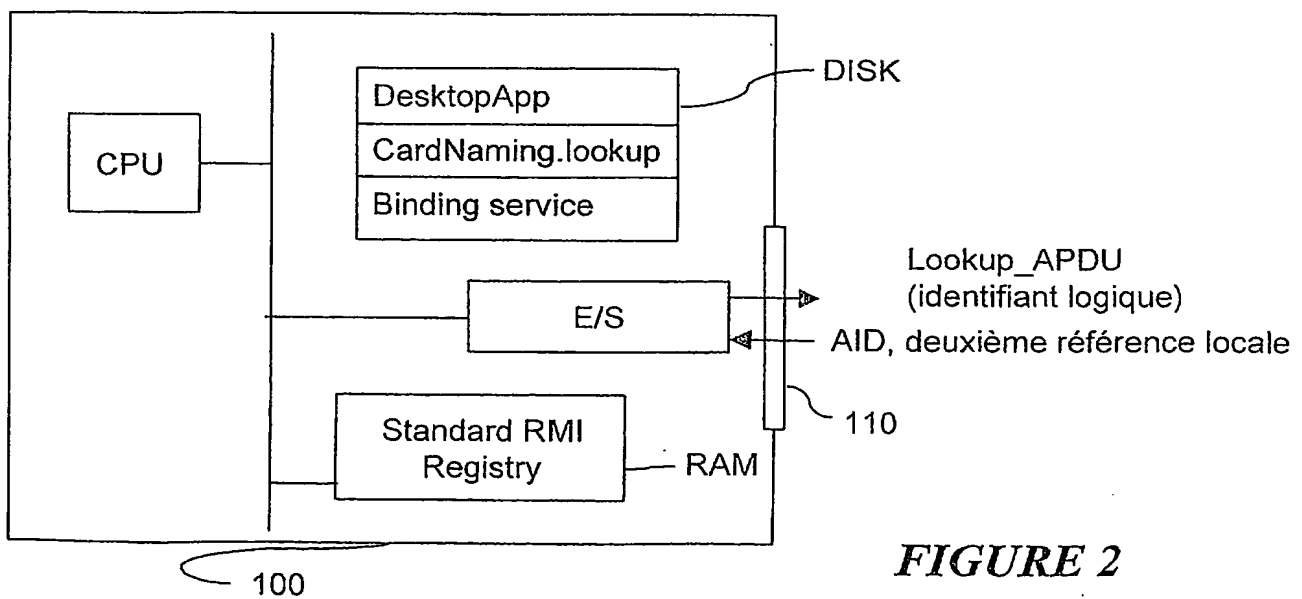 DISK
DesktopApp
CardNaming.lookup
Binding service
CPU
Lookup_APDU
(identifiant logique)
E/S
AID, deuxième référence locale
110
Standard RMI
Registry
RAM
FIGURE 2
100